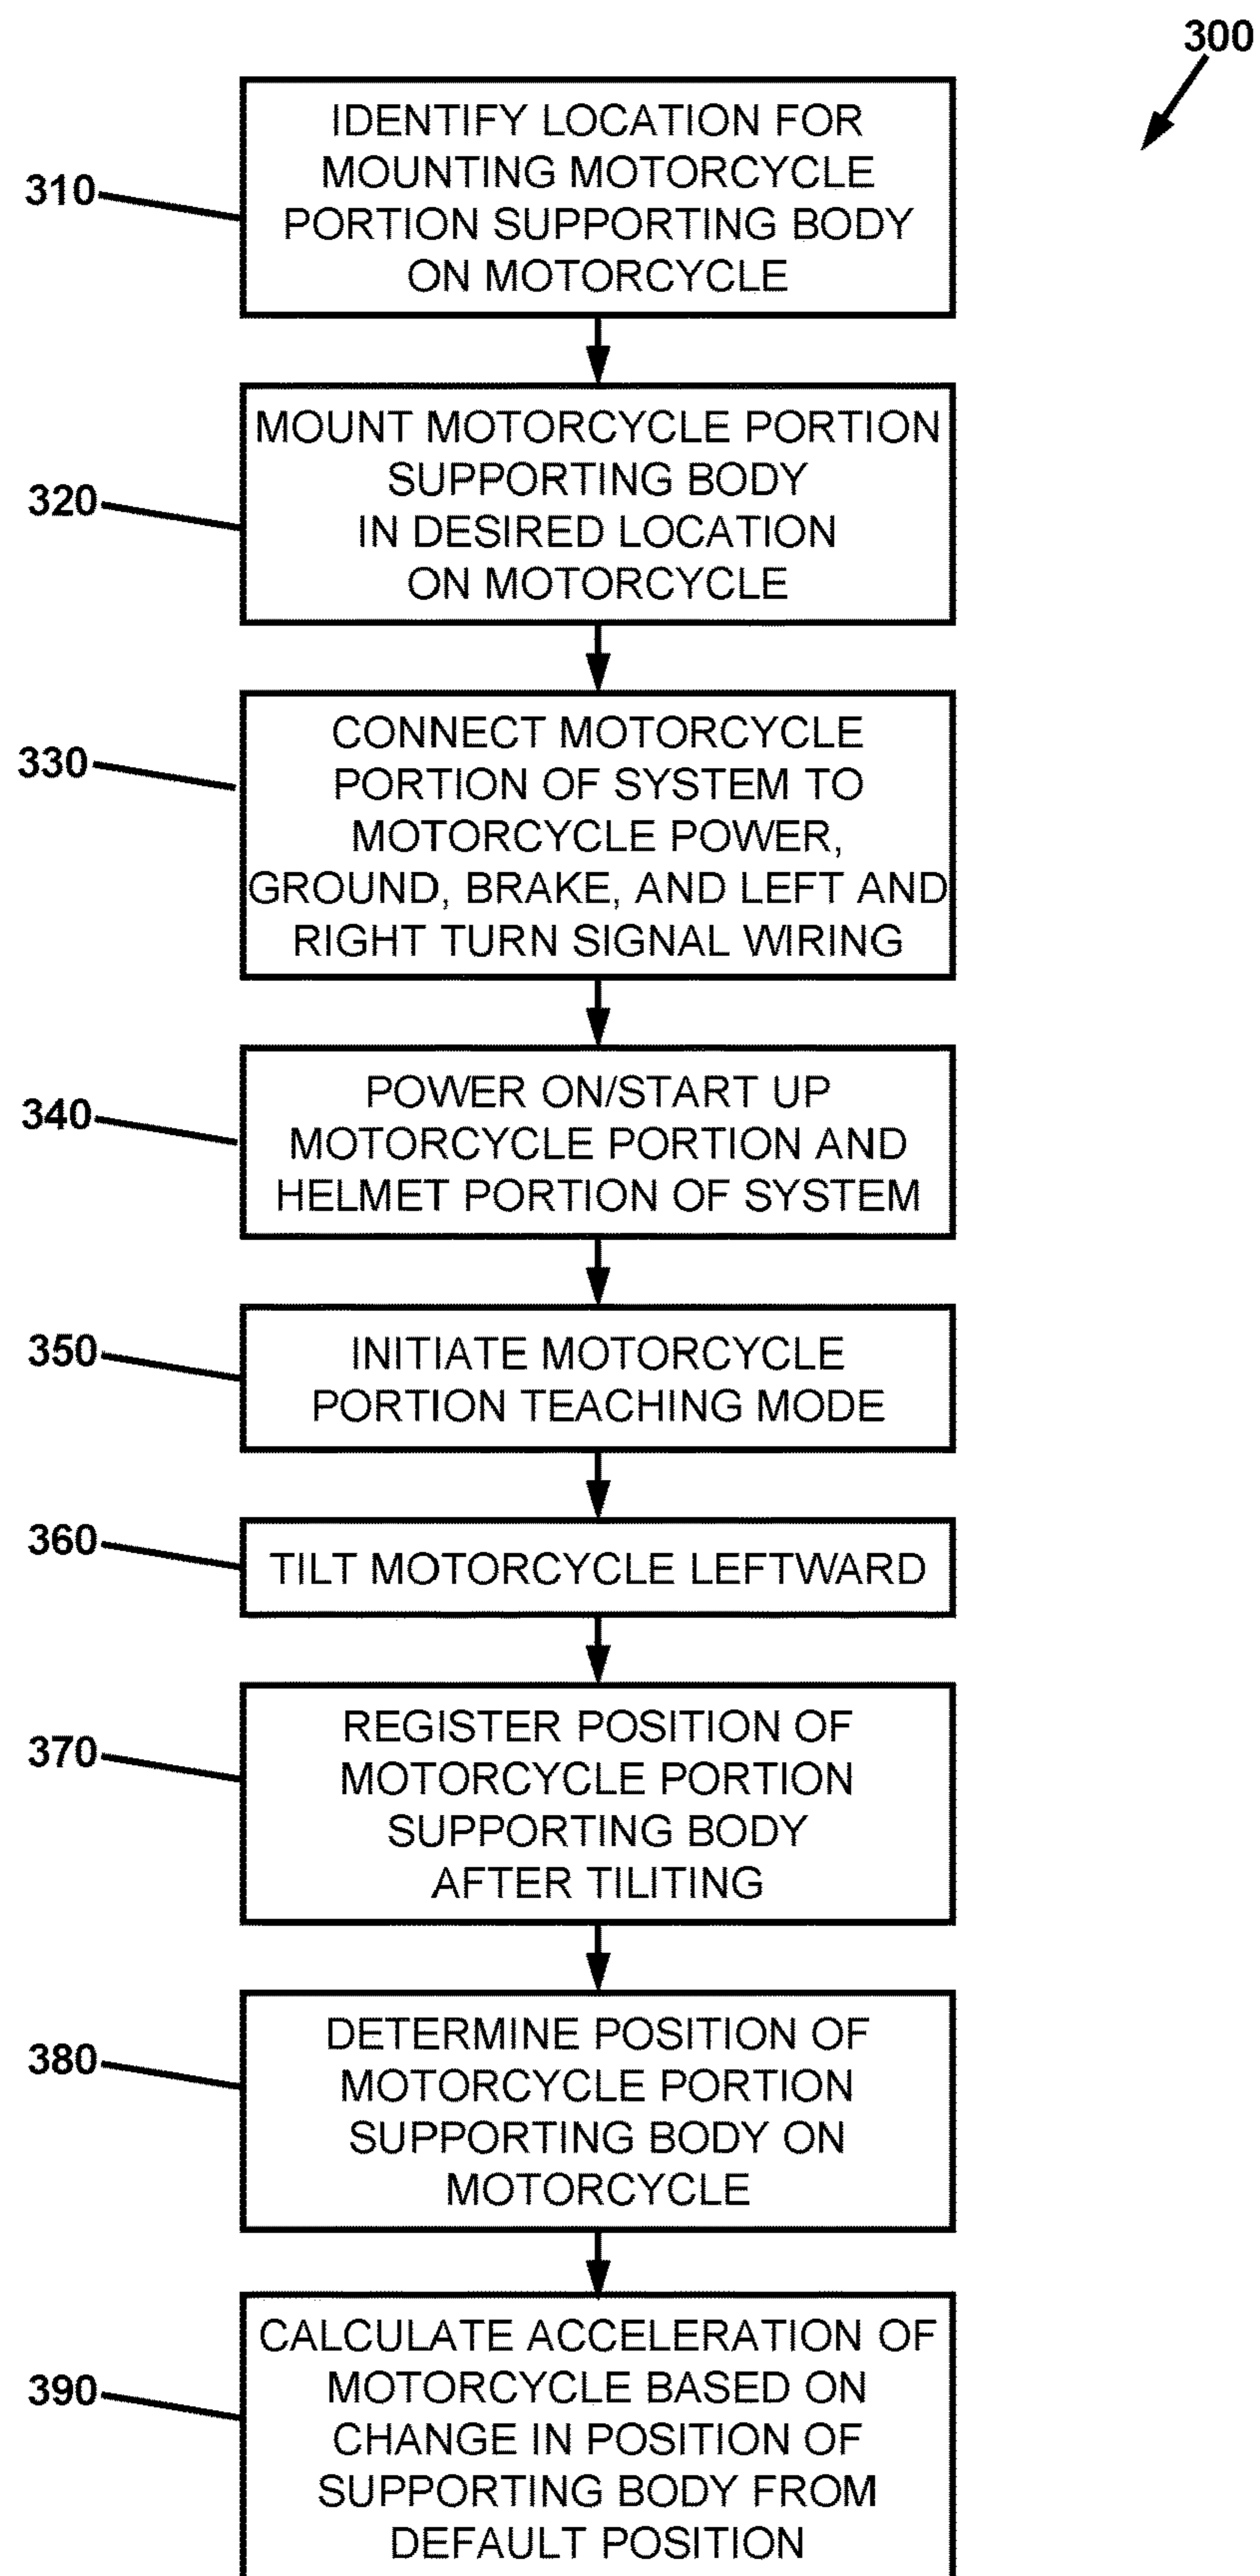 300
310
IDENTIFY LOCATION FOR
MOUNTING MOTORCYCLE
PORTION SUPPORTING BODY
ON MOTORCYCLE
320
MOUNT MOTORCYCLE PORTION
SUPPORTING BODY
IN DESIRED LOCATION
ON MOTORCYCLE
330
CONNECT MOTORCYCLE
PORTION OF SYSTEM TO
MOTORCYCLE POWER,
GROUND, BRAKE, AND LEFT AND
RIGHT TURN SIGNAL WIRING
340
POWER ON/START UP
MOTORCYCLE PORTION AND
HELMET PORTION OF SYSTEM
350
INITIATE MOTORCYCLE
PORTION TEACHING MODE
360
TILT MOTORCYCLE LEFTWARD
370
REGISTER POSITION OF
MOTORCYCLE PORTION
SUPPORTING BODY
AFTER TILITING
380
DETERMINE POSITION OF
MOTORCYCLE PORTION
SUPPORTING BODY ON
MOTORCYCLE
390
CALCULATE ACCELERATION OF
MOTORCYCLE BASED ON
CHANGE IN POSITION OF
SUPPORTING BODY FROM
DEFAULT POSITION